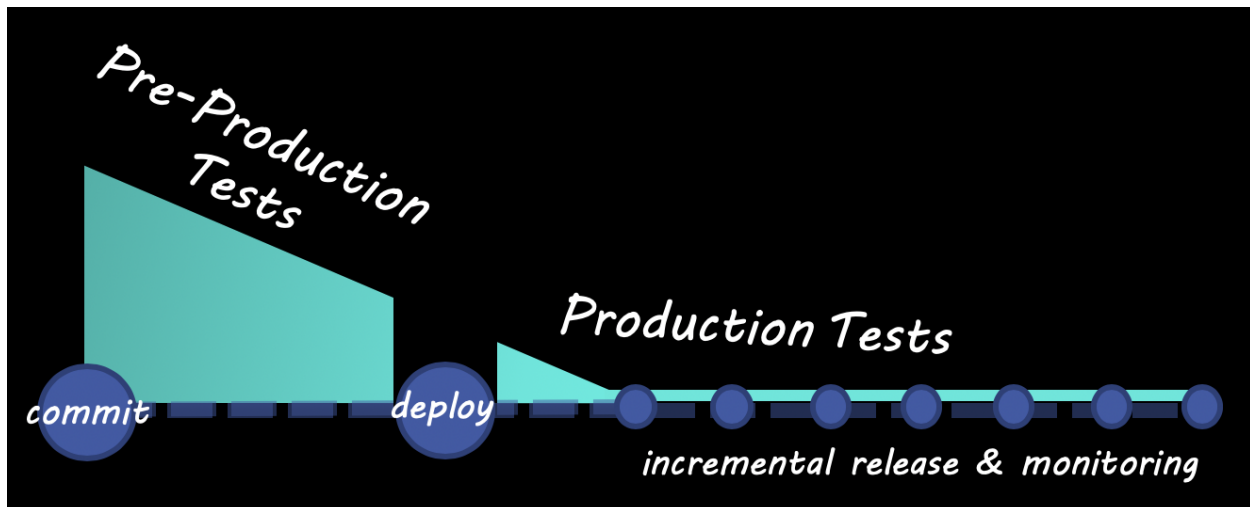 Pre-Production
Tests
Production Tests
commit
deploy
incremental release & monitoring